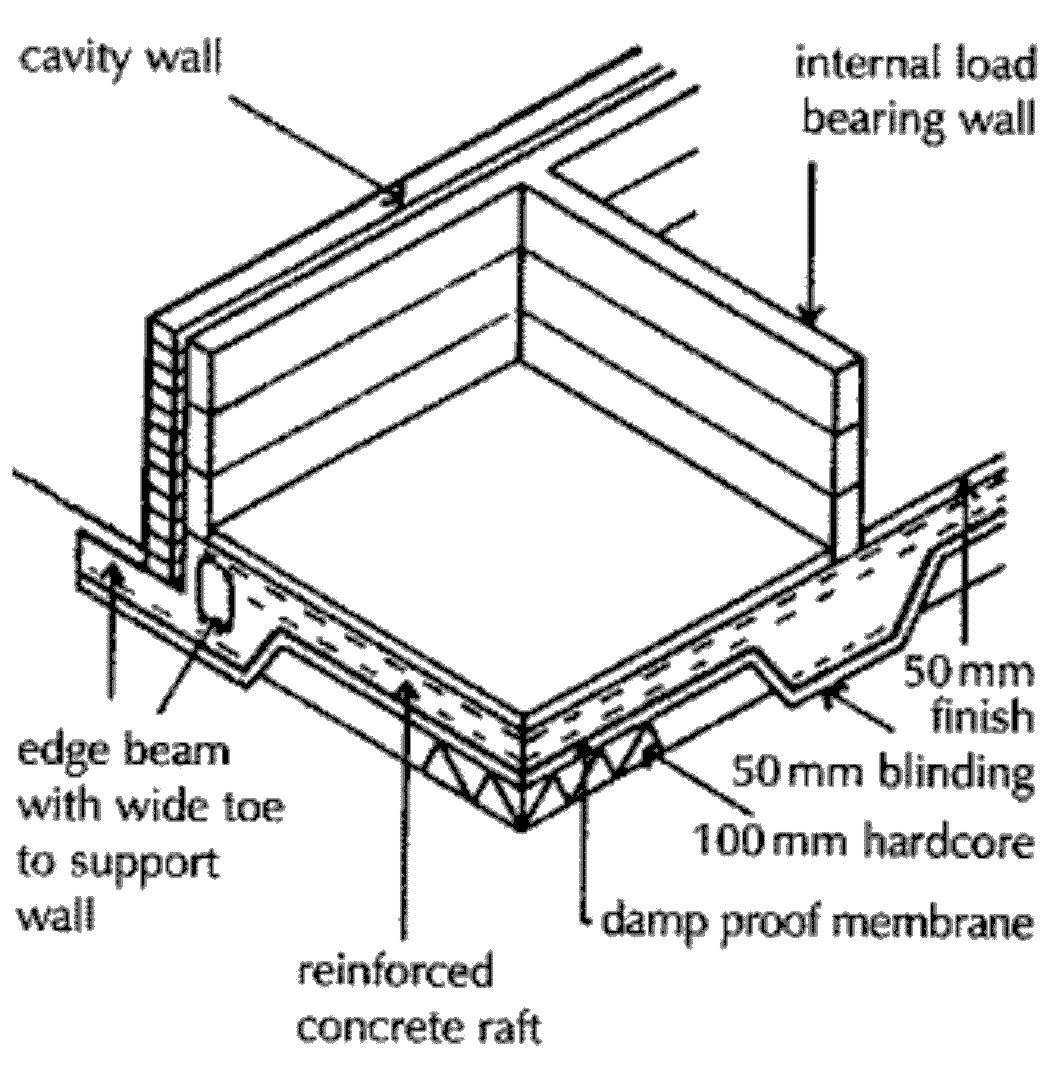 cavity wall
internal load
bearing wall
50 mm
finish
50 mm blinding
100 mm hardcore
damp proof membrane
edge beam
with wide toe
to support
wall
reinforced
concrete raft